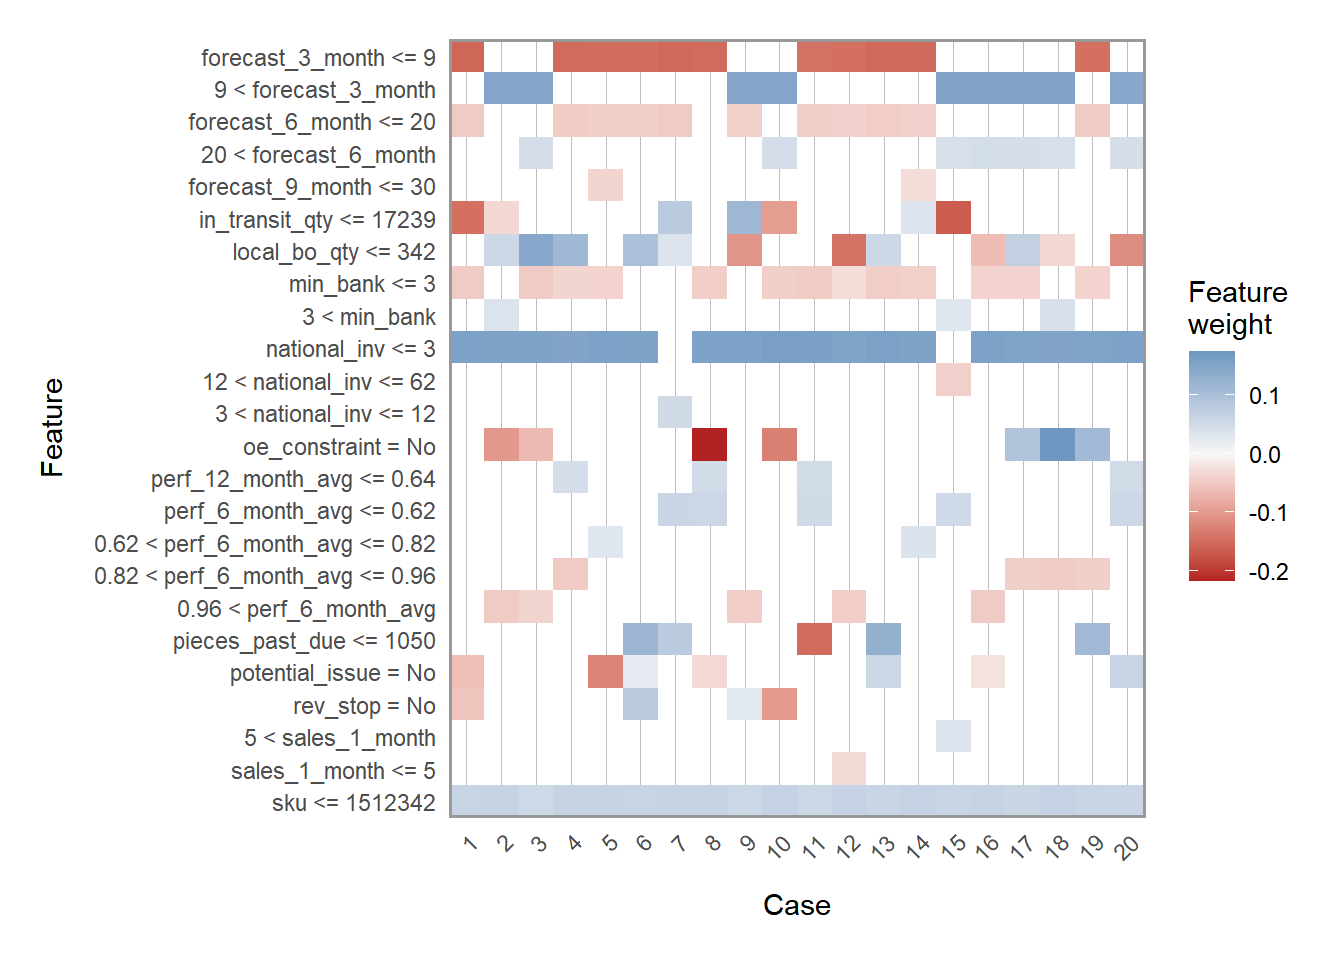 forecast_3_month <= 9
9 < forecast_3_month
forecast_6_month <= 20
20 < forecast_6_month
forecast_9_month <= 30
in_transit_qty <= 17239
local_bo_qty <= 342
min_bank <= 3
3 < min_bank
national_inv <= 3
12 < national_inv <= 62
3 < national_inv <= 12
oe_constraint = No
perf_12_month_avg <= 0.64
perf_6_month_avg <= 0.62
0.62 < perf_6_month_avg <= 0.82
0.82 < perf_6_month_avg <= 0.96
0.96 < perf_6_month_avg
pieces_past_due <= 1050
potential_issue = No
rev_stop = No
5 < sales_1_month
sales_1_month <= 5
sku <= 1512342
Feature
1 2 3 4 5 6 7 8 9 10 11 12 13 14 15 16 17 18 19 20
Case
Feature
weight
0.1
0.0
-0.1
-0.2